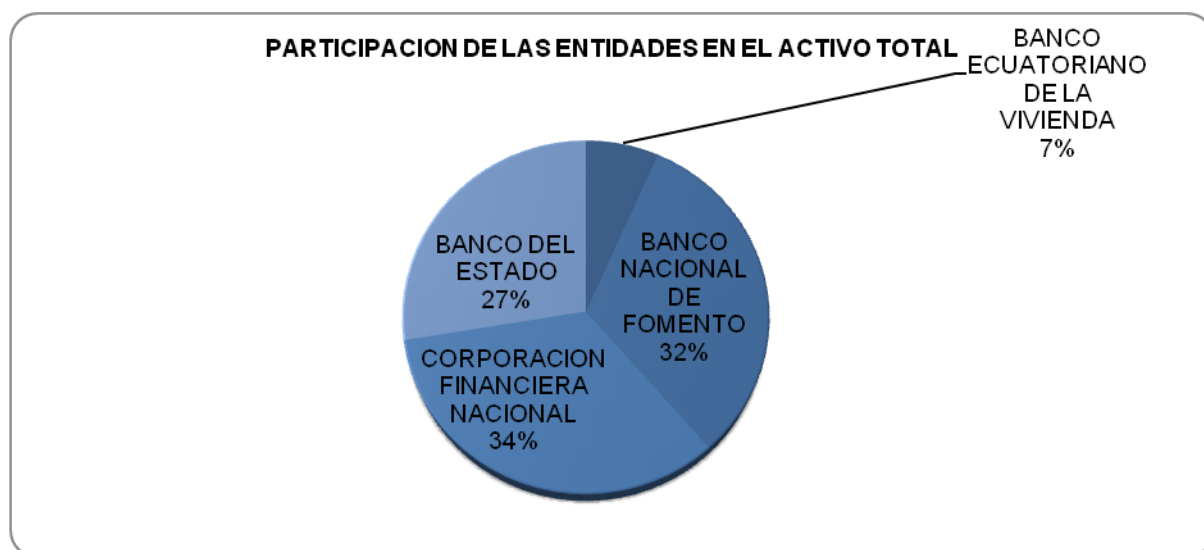 PARTICIPACION DE LAS ENTIDADES EN EL ACTIVO TOTAL
BANCO
ECUATORIANO
DE LA
VIVIENDA
7%
BANCO
NACIONAL
DE
FOMENTO
32%
CORPORACION
FINANCIERA
NACIONAL
34%
BANCO DEL
ESTADO
27%